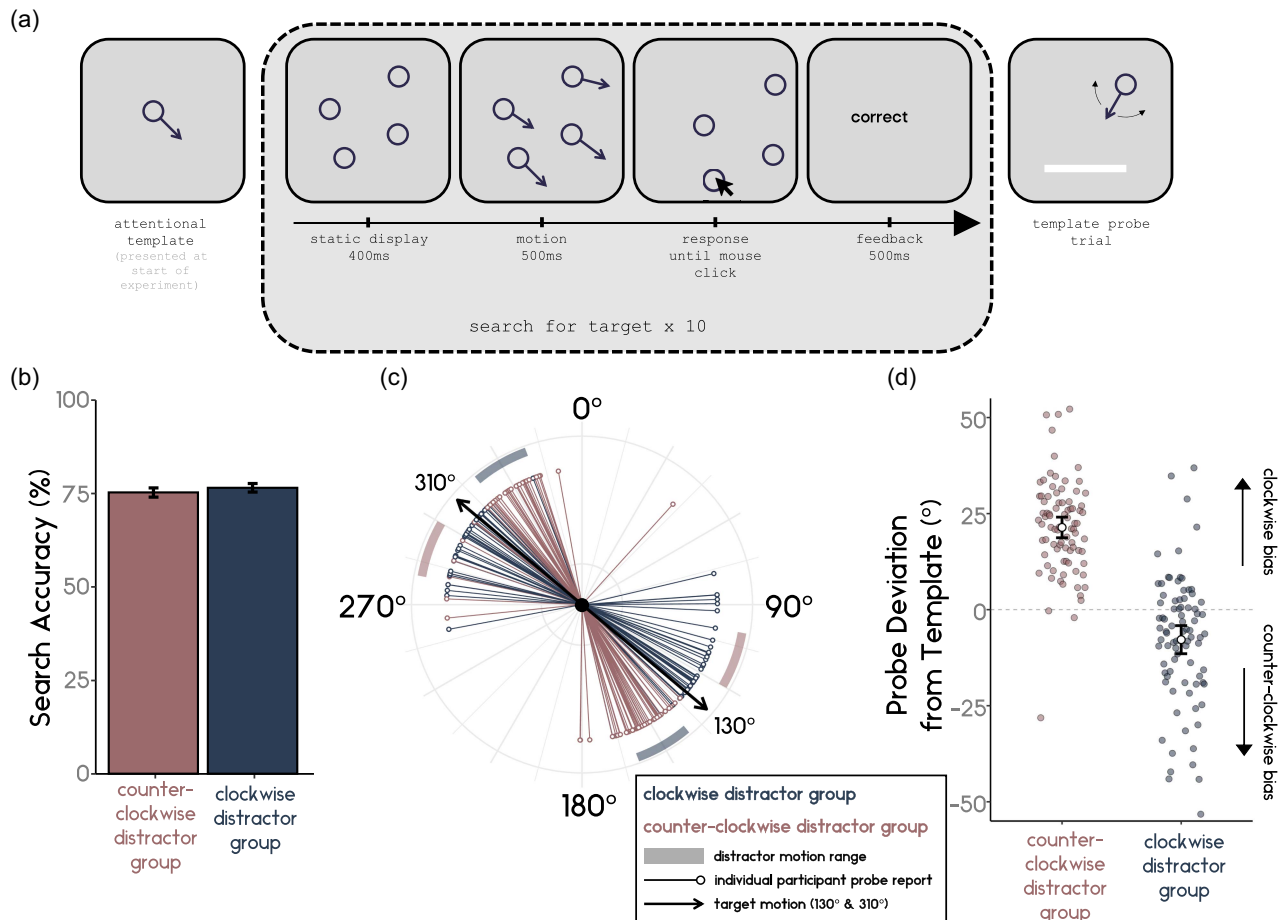 (a)
correct
attentional
template
(presented at
start of
experiment)
static display
400ms
motion
500ms
response
until mouse
click
feedback
500ms
template probe
trial
search for target x 10
(b)
Search Accuracy (%)
100
75
50
25
0
counter-
clockwise
distractor
group
clockwise
distractor
group
(c)
0°
90°
180°
270°
310°
130°
clockwise distractor group
counter-clockwise distractor group
distractor motion range
individual participant probe report
target motion (130° & 310°)
(d)
Probe Deviation
from Template (°)
50
25
0
-25
-50
clockwise bias
counter-clockwise bias
counter-
clockwise
distractor
group
clockwise
distractor
group